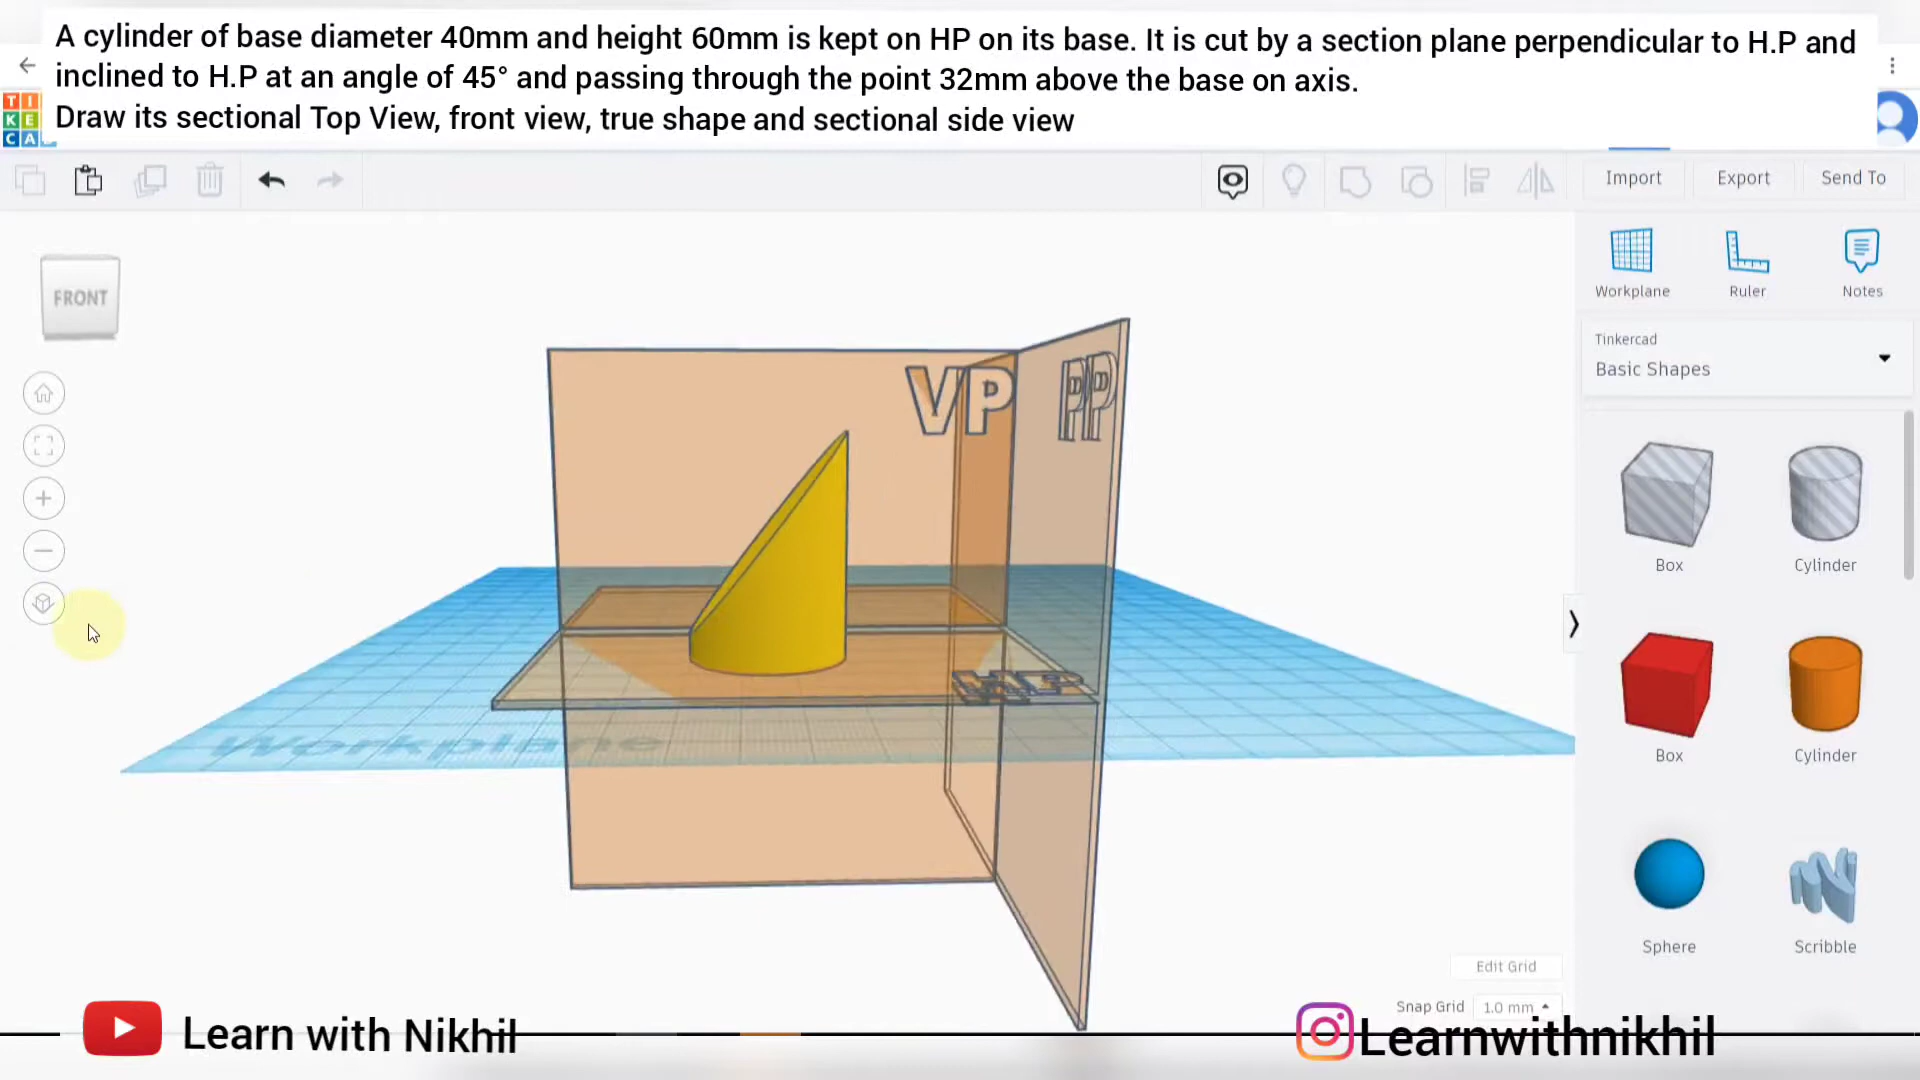 A cylinder of base diameter 40mm and height 60mm is kept on HP on its base. It is cut by a section plane perpendicular to H.P and
inclined to H.P at an angle of 45° and passing through the point 32mm above the base on axis.
Draw its sectional Top View, front view, true shape and sectional side view
T I
K E
C A
Import
Export
Send To
FRONT
Workplane
Ruler
Notes
Tinkercad
Basic Shapes
VP
PP
HP
Workplane
Box
Cylinder
Box
Cylinder
Sphere
Scribble
Edit Grid
Snap Grid
1.0 mm
Learn with Nikhil
Learnwithnikhil